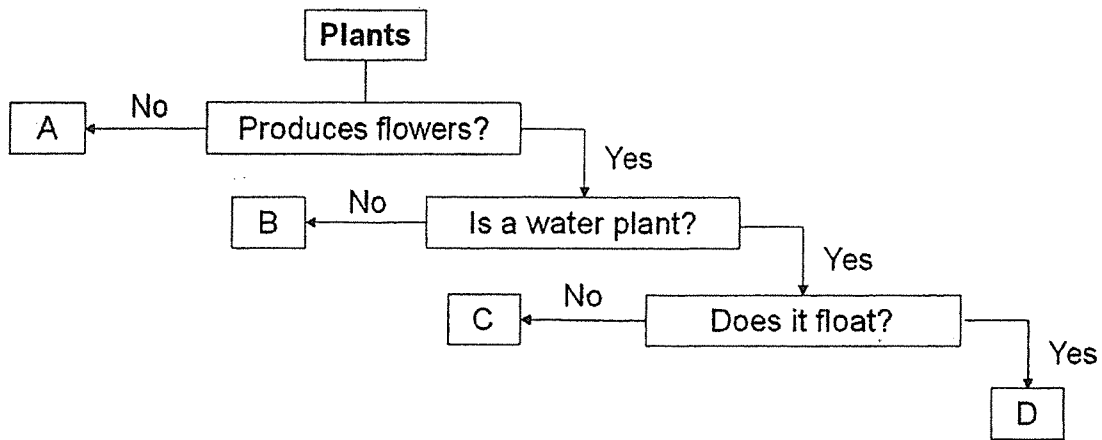 Plants
No
A
Produces flowers?
Yes
No
B
Is a water plant?
Yes
No
C
Does it float?
Yes
D